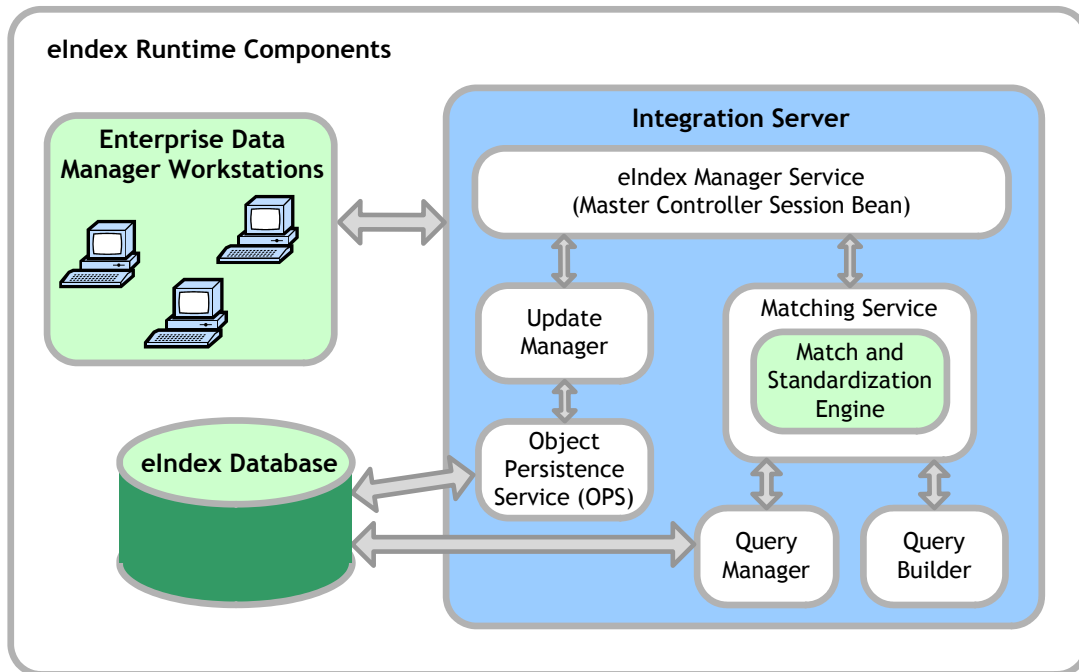 eIndex Runtime Components
Enterprise Data
Manager Workstations
Integration Server
eIndex Manager Service
(Master Controller Session Bean)
Update
Manager
Matching Service
Match and
Standardization
Engine
eIndex Database
Object
Persistence
Service (OPS)
Query
Manager
Query
Builder